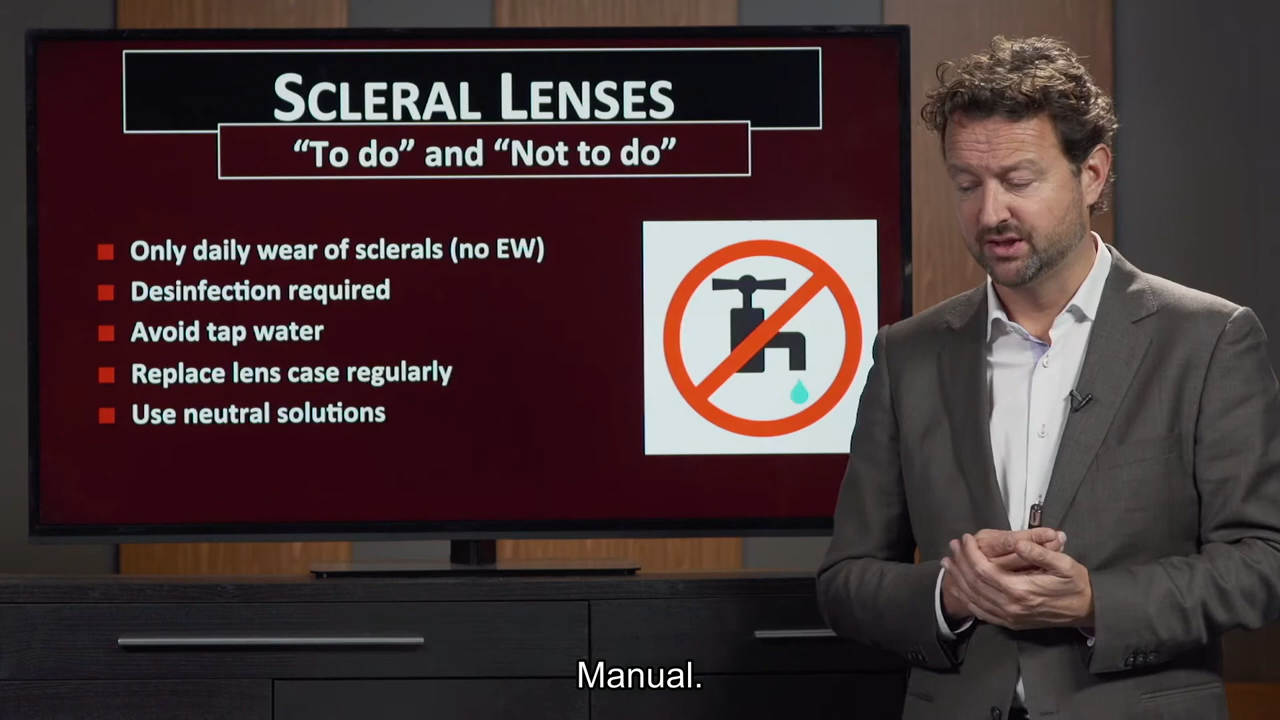 SCLERAL LENSES
“To do” and “Not to do”
Only daily wear of sclerals (no EW)
Desinfection required
Avoid tap water
Replace lens case regularly
Use neutral solutions
Manual.